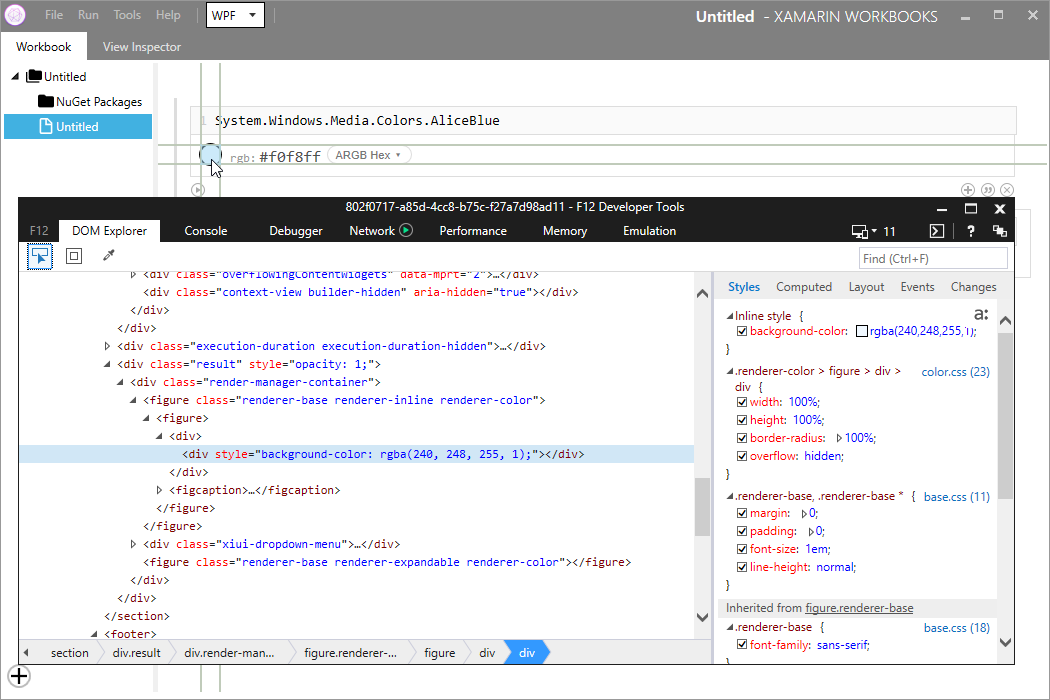 File Run Tools Help WPF Untitled - XAMARIN WORKBOOKS
Workbook View Inspector
Untitled
NuGet Packages
Untitled
1 System.Windows.Media.Colors.AliceBlue
rgb: #f0f8ff ARGB Hex
802f0717-a85d-4cc8-b75c-f27a7d98ad11 - F12 Developer Tools
F12 DOM Explorer Console Debugger Network Performance Memory Emulation 11 ?
Find (Ctrl+F)
<div class="overflowingContentWidgets" data-mprt="2">…</div>
<div class="context-view builder-hidden" aria-hidden="true"></div>
</div>
</div>
<div class="execution-duration execution-duration-hidden">…</div>
<div class="result" style="opacity: 1;">
<div class="render-manager-container">
<figure class="renderer-base renderer-inline renderer-color">
<figure>
<div>
<div style="background-color: rgba(240, 248, 255, 1);"></div>
</div>
<figcaption>…</figcaption>
</figure>
</figure>
<div class="xiui-dropdown-menu">…</div>
<figure class="renderer-base renderer-expandable renderer-color"></figure>
</div>
</div>
</section>
<footer>
section div.result div.render-man... figure.renderer-... figure div div
Styles Computed Layout Events Changes
Inline style { a:
background-color: rgba(240,248,255,1);
}
.renderer-color > figure > div > color.css (23)
div {
width: 100%;
height: 100%;
border-radius: 100%;
overflow: hidden;
}
.renderer-base, .renderer-base * { base.css (11)
margin: 0;
padding: 0;
font-size: 1em;
line-height: normal;
}
Inherited from figure.renderer-base
.renderer-base { base.css (18)
font-family: sans-serif;
}